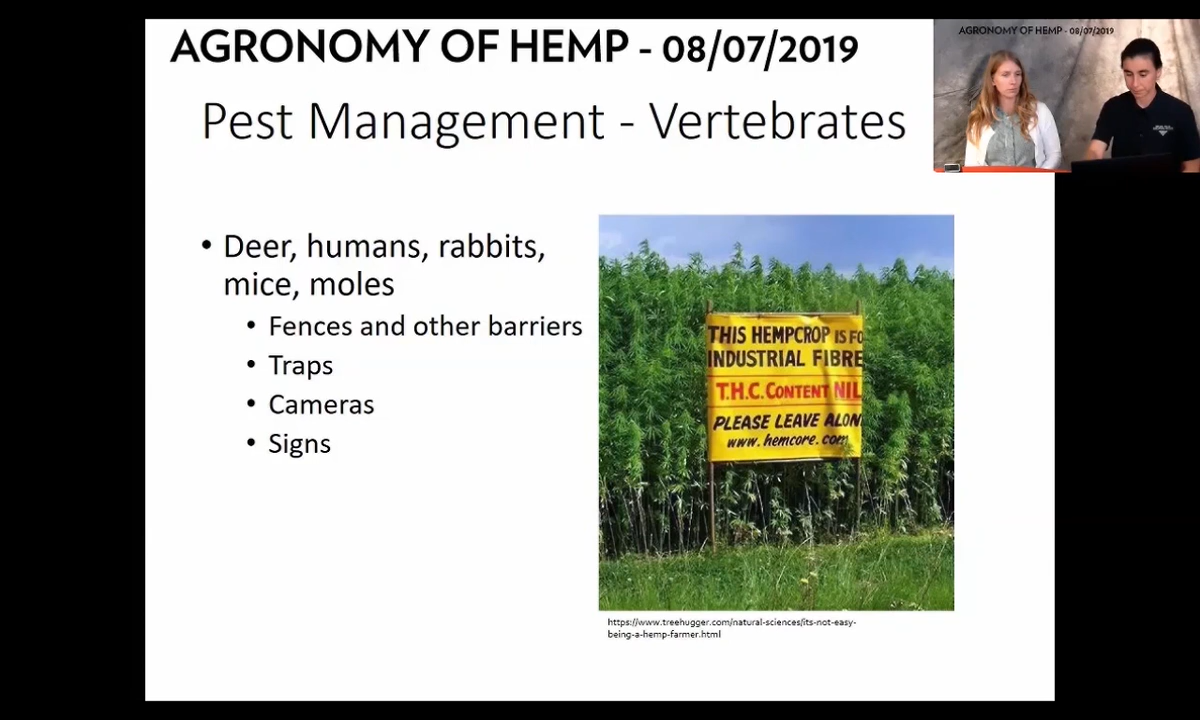 AGRONOMY OF HEMP - 08/07/2019
AGRONOMY OF HEMP - 08/07/2019
Pest Management - Vertebrates
• Deer, humans, rabbits,
mice, moles
• Fences and other barriers
• Traps
• Cameras
• Signs
THIS HEMPCROP IS FO
INDUSTRIAL FIBRE
T.H.C. CONTENT NIL
PLEASE LEAVE ALON
www.hemcore.com
https://www.treehugger.com/natural-sciences/its-not-easy-
being-a-hemp-farmer.html